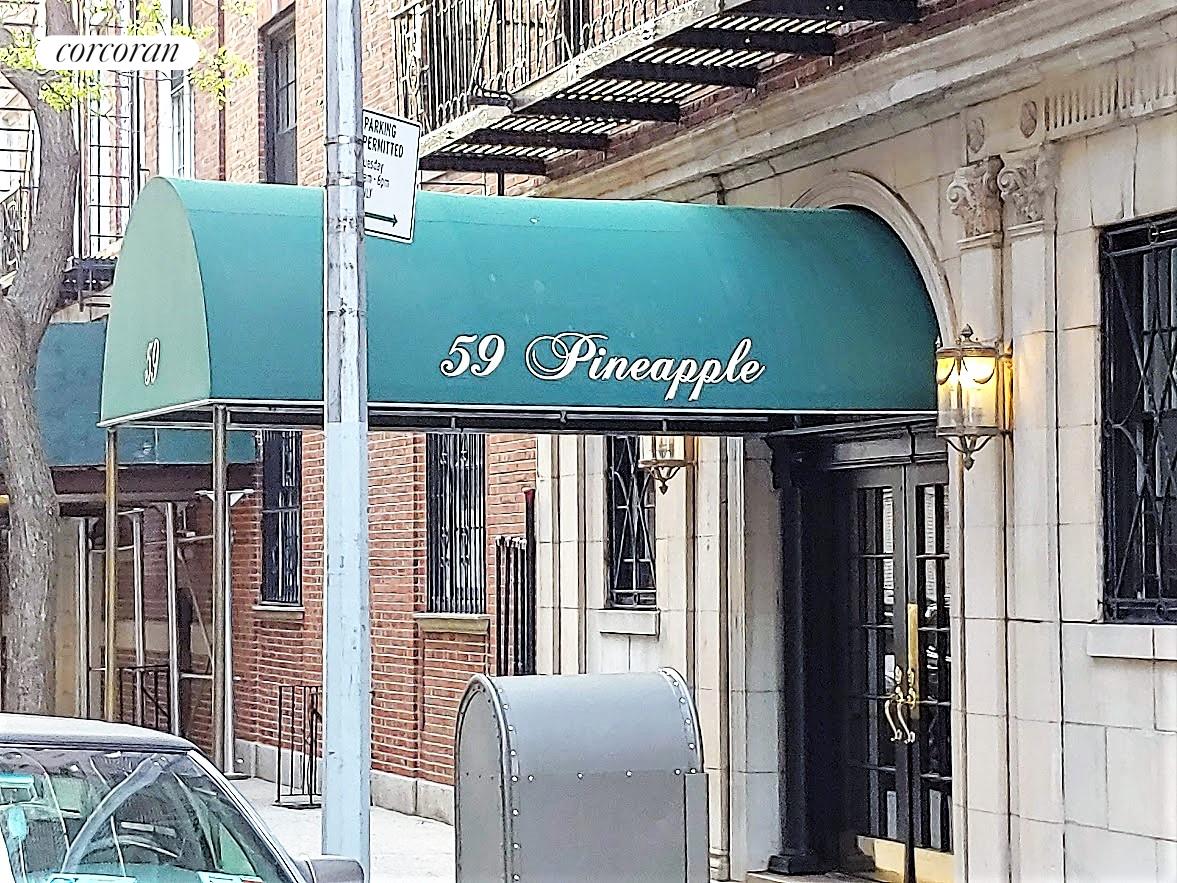 corcoran
PARKING
PERMITTED
59 Pineapple
59